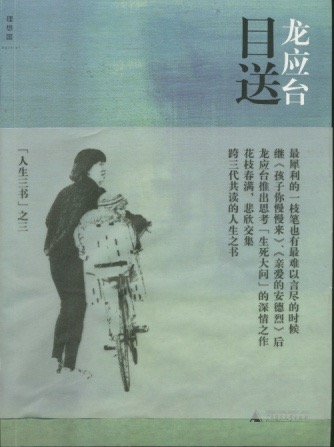 理想国
龙应台
目送
最犀利的一枝笔也有最难以言尽的时候
继《孩子你慢慢来》、《亲爱的安德烈》后
龙应台推出思考「生死大问」的深情之作
花枝春满，悲欣交集
跨三代共读的人生之书
「人生三书」之三